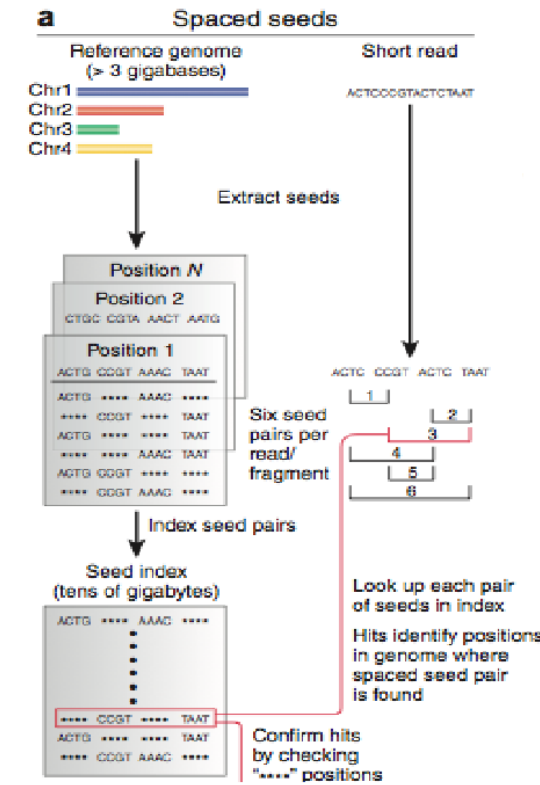 a Spaced seeds
Reference genome
(> 3 gigabases)
Chr1
Chr2
Chr3
Chr4
Short read
ACTCCCGTACTCTAAT
Extract seeds
Position N
Position 2
CTGC CGTA AACT AATG
Position 1
ACTG CCGT AAAC TAAT
ACTG **** AAAC ****
**** CCGT **** TAAT
ACTG **** **** TAAT
**** **** AAAC TAAT
ACTG CCGT **** ****
**** CCGT AAAC ****
ACTC CCGT ACTC TAAT
1
2
3
4
5
6
Six seed
pairs per
read/
fragment
Index seed pairs
Seed index
(tens of gigabytes)
ACTG **** AAAC ****
**** CCGT **** TAAT
ACTG **** **** TAAT
**** CCGT AAAC ****
Look up each pair
of seeds in index
Hits identify positions
in genome where
spaced seed pair
is found
Confirm hits
by checking
"****" positions